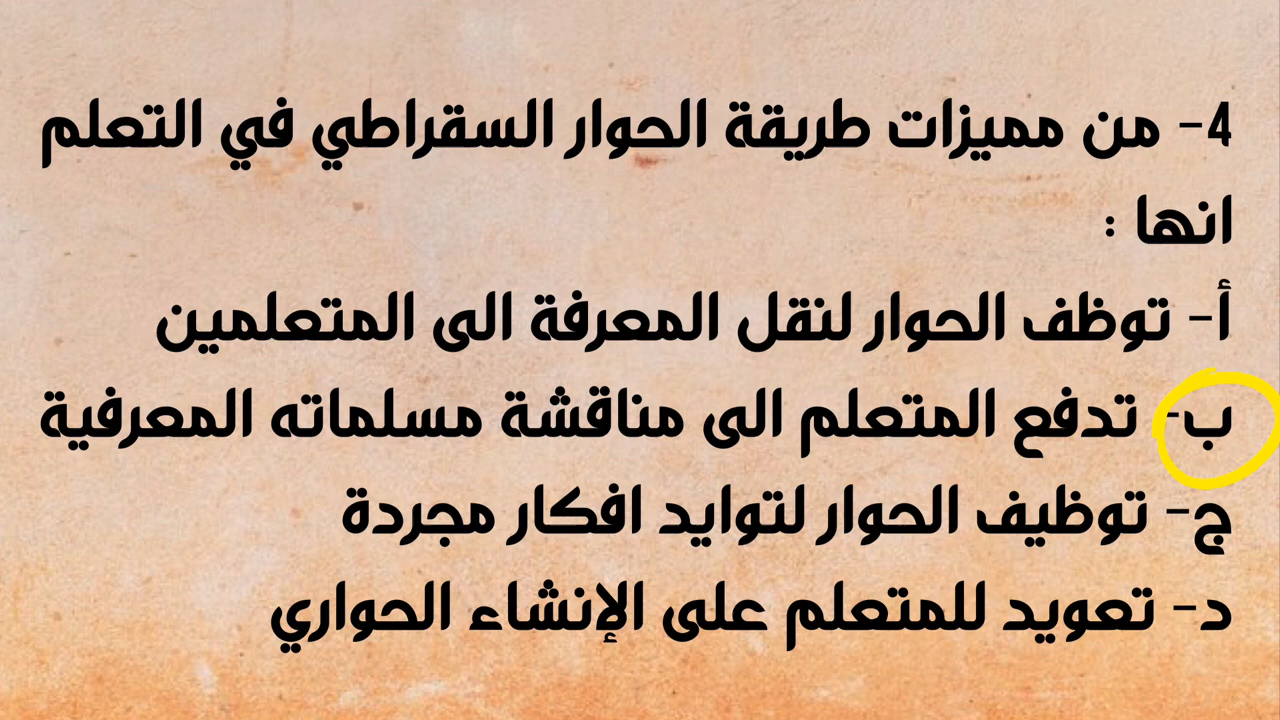 4- من مميزات طريقة الحوار السقراطي في التعلم
انها :
أ- توظف الحوار لنقل المعرفة الى المتعلمين
ب- تدفع المتعلم الى مناقشة مسلماته المعرفية
ج- توظيف الحوار لتوايد افكار مجردة
د- تعويد للمتعلم على الإنشاء الحواري